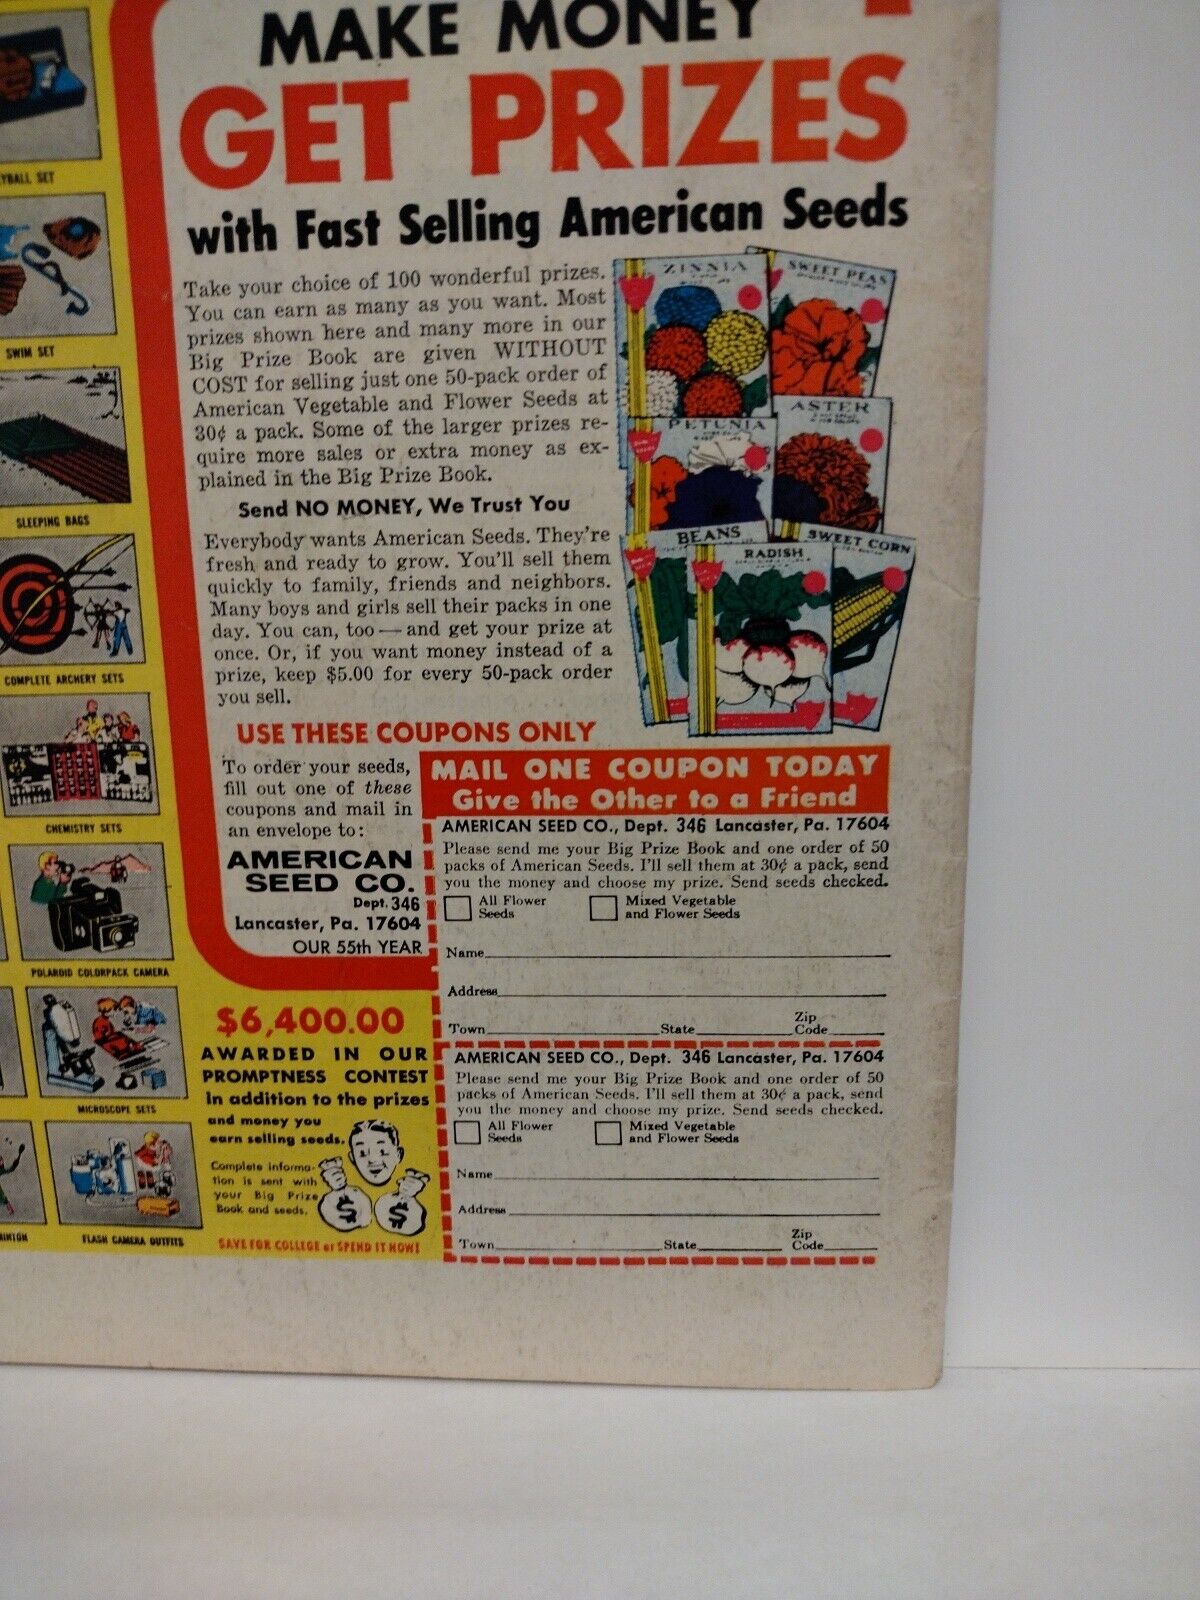 MAKE MONEY
GET PRIZES
with Fast Selling American Seeds
Take your choice of 100 wonderful prizes.
You can earn as many as you want. Most
prizes shown here and many more in our
Big Prize Book are given WITHOUT
COST for selling just one 50-pack order of
American Vegetable and Flower Seeds at
30¢ a pack. Some of the larger prizes re-
quire more sales or extra money as ex-
plained in the Big Prize Book.
Send NO MONEY, We Trust You
Everybody wants American Seeds. They're
fresh and ready to grow. You'll sell them
quickly to family, friends and neighbors.
Many boys and girls sell their packs in one
day. You can, too—and get your prize at
once. Or, if you want money instead of a
prize, keep $5.00 for every 50-pack order
you sell.
ZINNIA
SWEET PEAS
PETUNIA
ASTER
BEANS
RADISH
SWEET CORN
USE THESE COUPONS ONLY
To order your seeds,
fill out one of these
coupons and mail in
an envelope to:
AMERICAN
SEED CO.
Dept. 346
Lancaster, Pa. 17604
OUR 55th YEAR
MAIL ONE COUPON TODAY
Give the Other to a Friend
AMERICAN SEED CO., Dept. 346 Lancaster, Pa. 17604
Please send me your Big Prize Book and one order of 50
packs of American Seeds. I'll sell them at 30¢ a pack, send
you the money and choose my prize. Send seeds checked.
All Flower
Seeds
Mixed Vegetable
and Flower Seeds
Name
Address
Town State Zip
Code
AMERICAN SEED CO., Dept. 346 Lancaster, Pa. 17604
Please send me your Big Prize Book and one order of 50
packs of American Seeds. I'll sell them at 30¢ a pack, send
you the money and choose my prize. Send seeds checked.
All Flower
Seeds
Mixed Vegetable
and Flower Seeds
Name
Address
Town State Zip
Code
$6,400.00
AWARDED IN OUR
PROMPTNESS CONTEST
In addition to the prizes
and money you
earn selling seeds.
Complete informa-
tion is sent with
your Big Prize
Book and seeds.
$ $
SAVE FOR COLLEGE or SPEND IT NOW!
YBALL SET
SWIM SET
SLEEPING BAGS
COMPLETE ARCHERY SETS
CHEMISTRY SETS
POLAROID COLORPACK CAMERA
MICROSCOPE SETS
MINTON
FLASH CAMERA OUTFITS